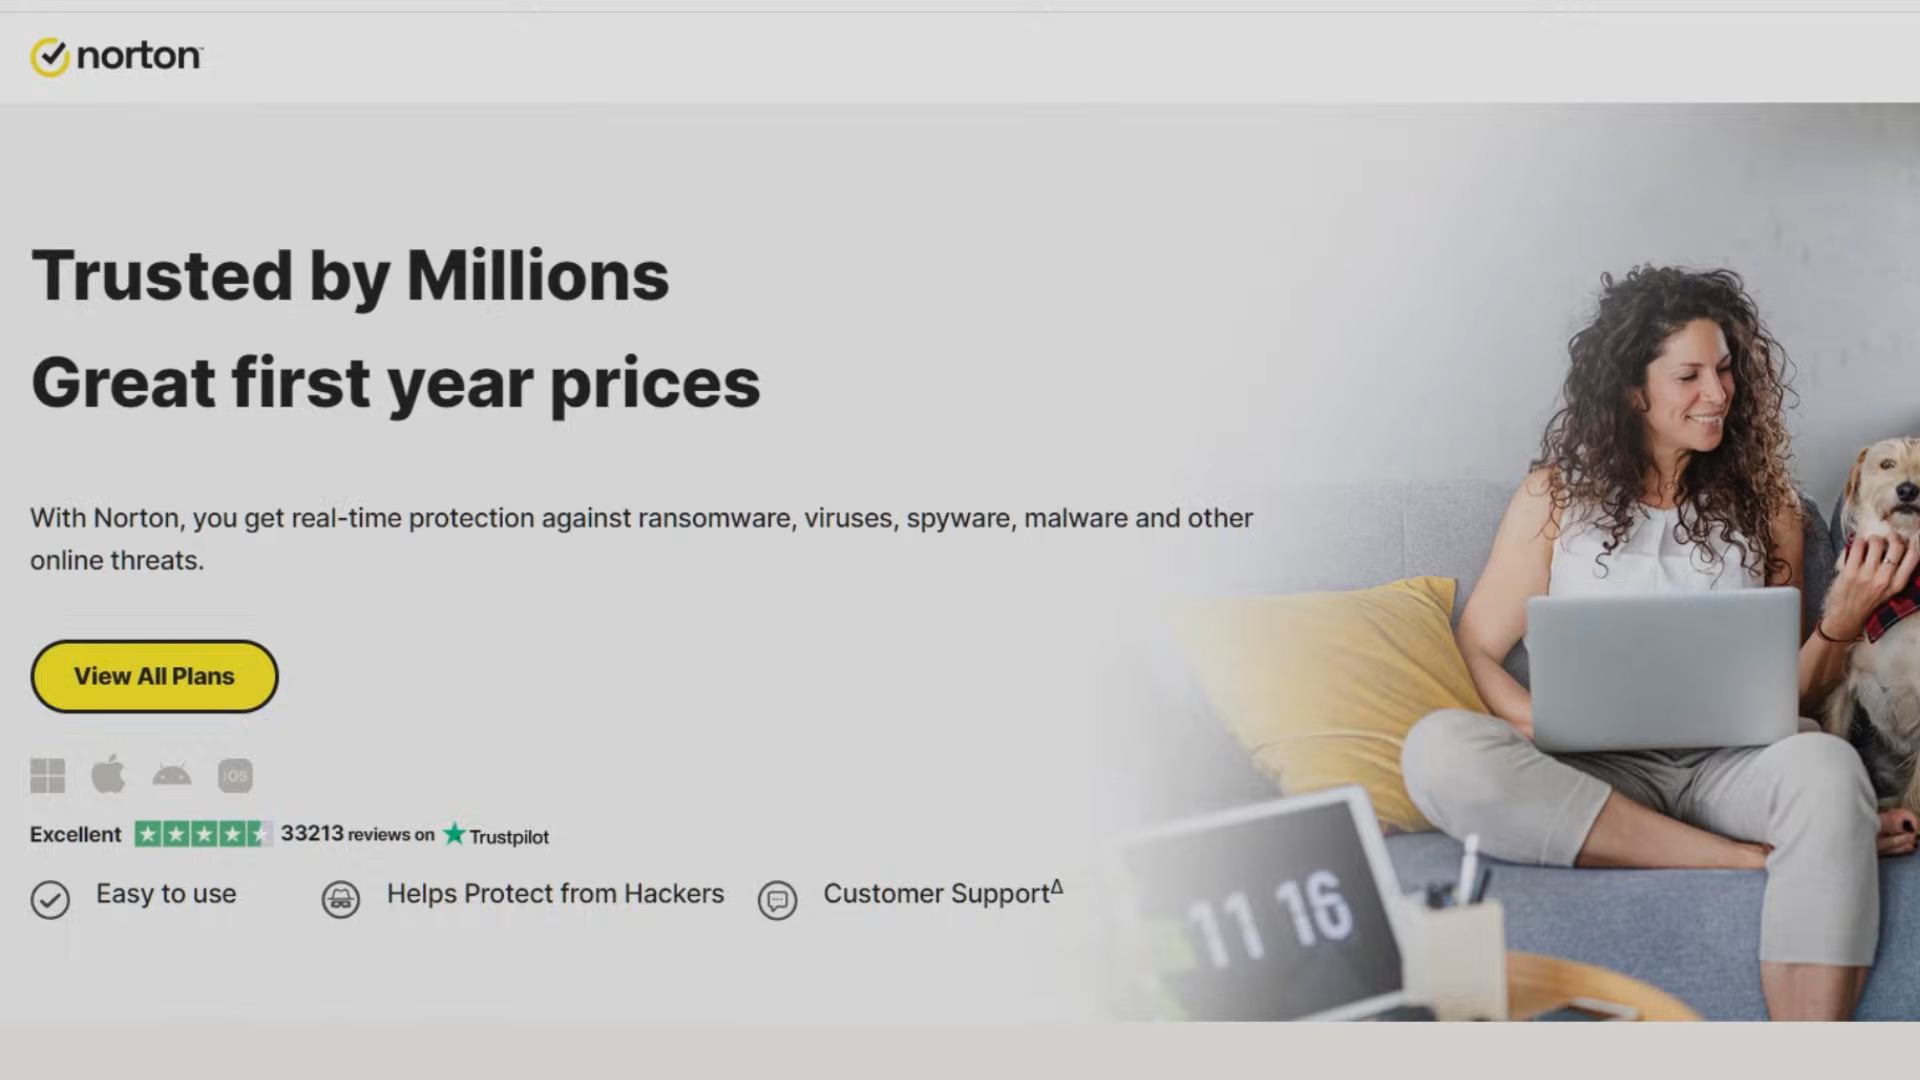 norton
Trusted by Millions
Great first year prices
With Norton, you get real-time protection against ransomware, viruses, spyware, malware and other
online threats.
View All Plans
iOS
Excellent 33213 reviews on Trustpilot
Easy to use Helps Protect from Hackers Customer SupportΔ
11 16